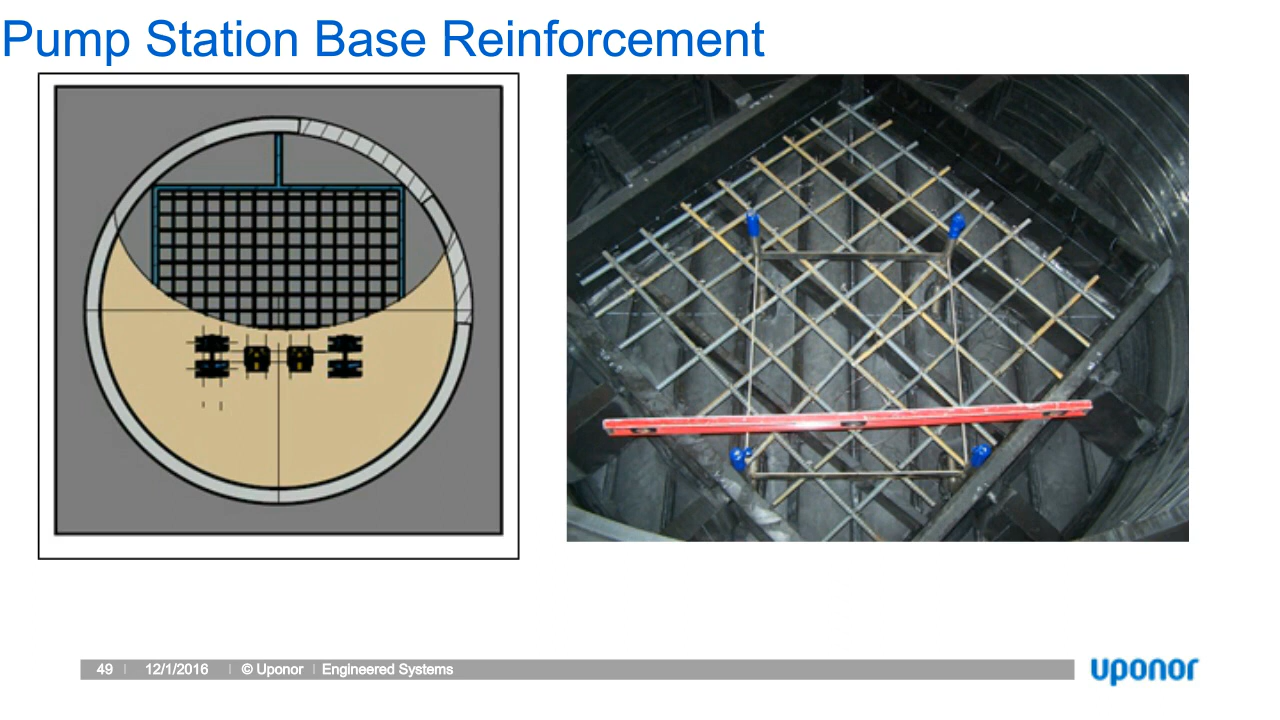 Pump Station Base Reinforcement
49 | 12/1/2016 | © Uponor | Engineered Systems
uponor